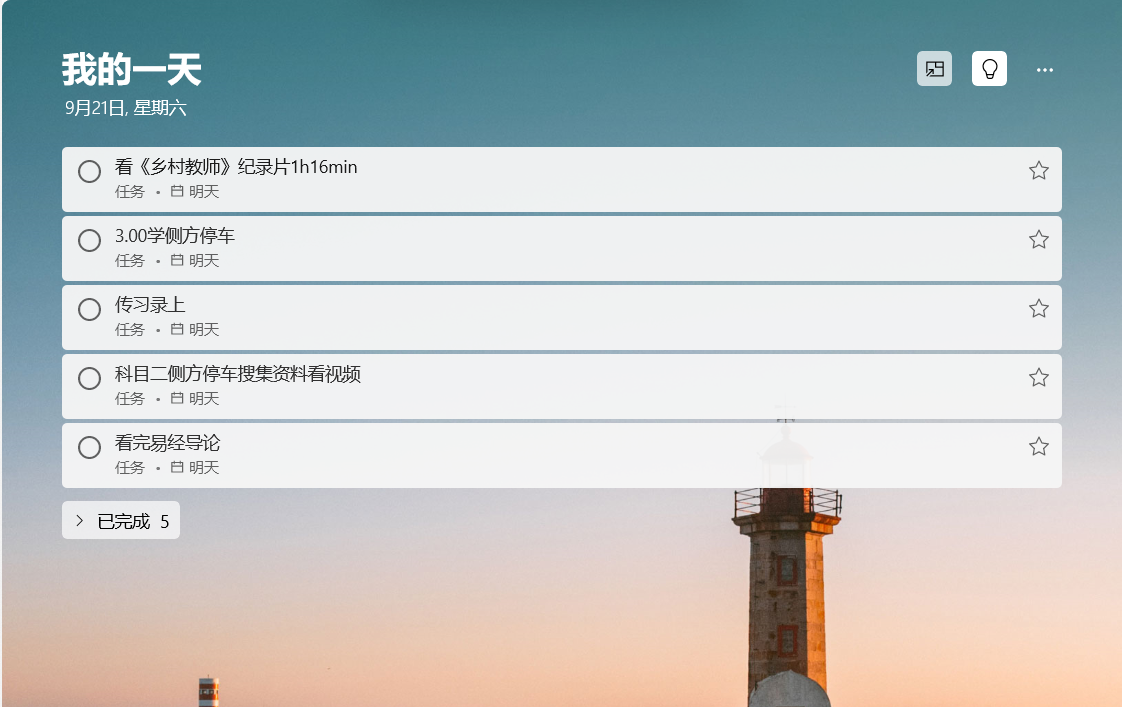 我的一天
9月21日, 星期六
看《乡村教师》纪录片1h16min
任务 • 明天
3.00学侧方停车
任务 • 明天
传习录上
任务 • 明天
科目二侧方停车搜集资料看视频
任务 • 明天
看完易经导论
任务 • 明天
已完成 5